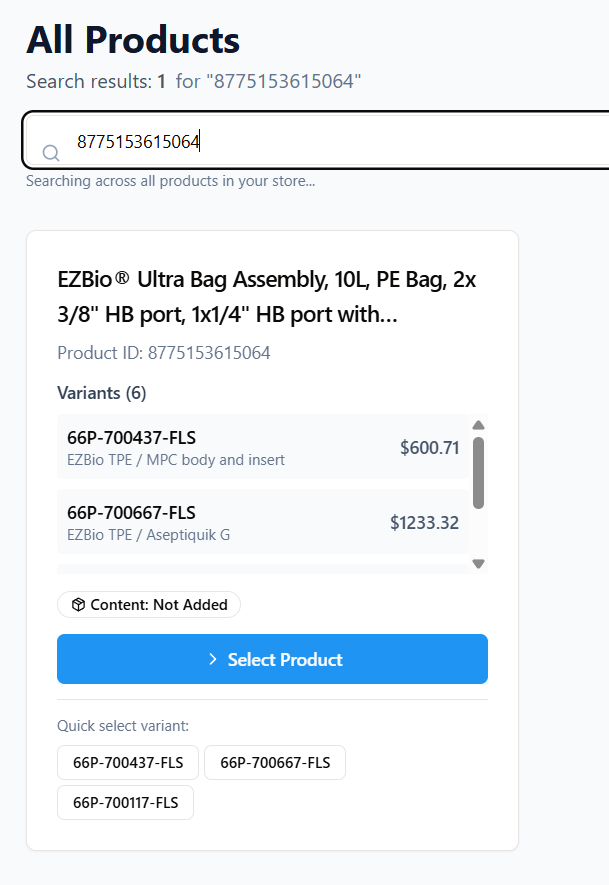 All Products
Search results: 1 for "8775153615064"
8775153615064
Searching across all products in your store...
EZBio® Ultra Bag Assembly, 10L, PE Bag, 2x
3/8" HB port, 1x1/4" HB port with...
Product ID: 8775153615064
Variants (6)
66P-700437-FLS
$600.71
EZBio TPE / MPC body and insert
66P-700667-FLS
$1233.32
EZBio TPE / Aseptiquik G
Content: Not Added
Select Product
Quick select variant:
66P-700437-FLS
66P-700667-FLS
66P-700117-FLS